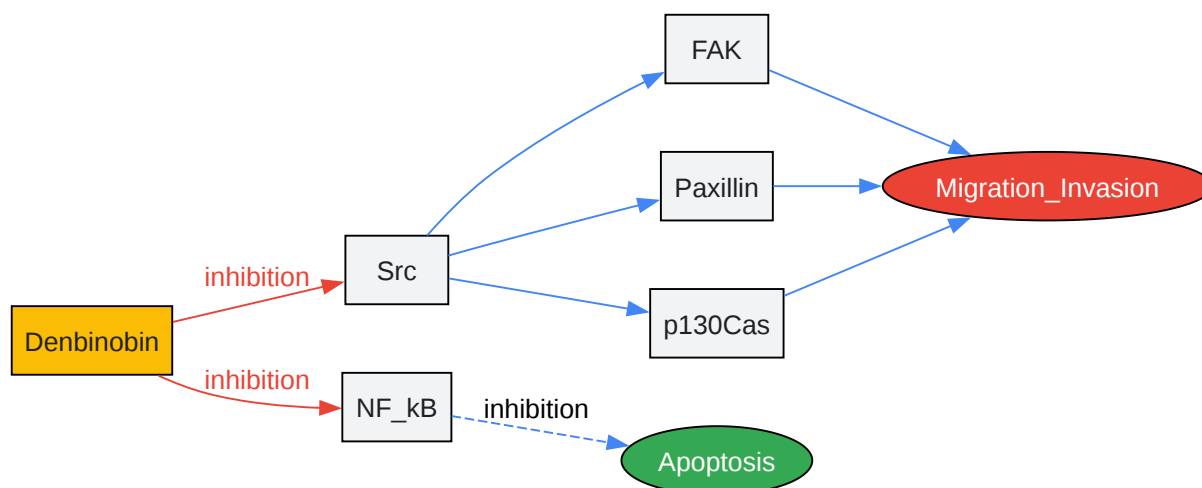 FAK
Paxillin
Migration_Invasion
inhibition
Src
p130Cas
Denbinobin
inhibition
NF_kB
inhibition
Apoptosis